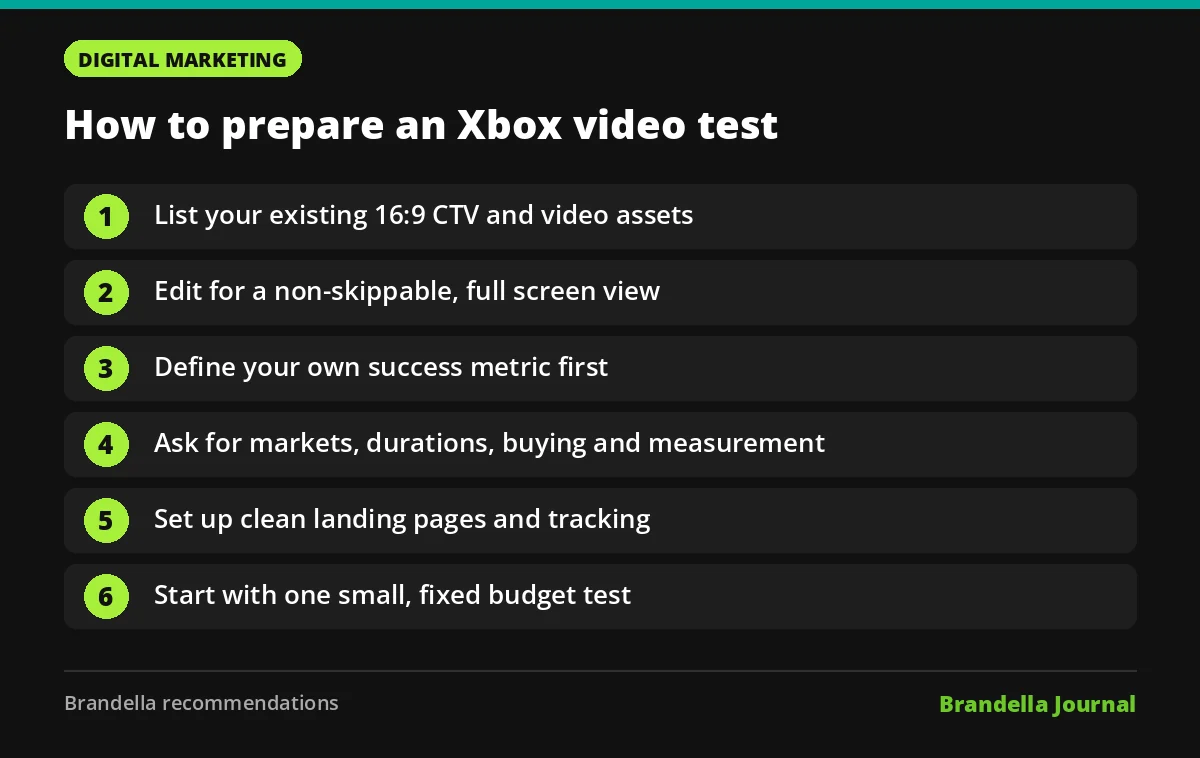 DIGITAL MARKETING
How to prepare an Xbox video test
1 List your existing 16:9 CTV and video assets
2 Edit for a non-skippable, full screen view
3 Define your own success metric first
4 Ask for markets, durations, buying and measurement
5 Set up clean landing pages and tracking
6 Start with one small, fixed budget test
Brandella recommendations
Brandella Journal